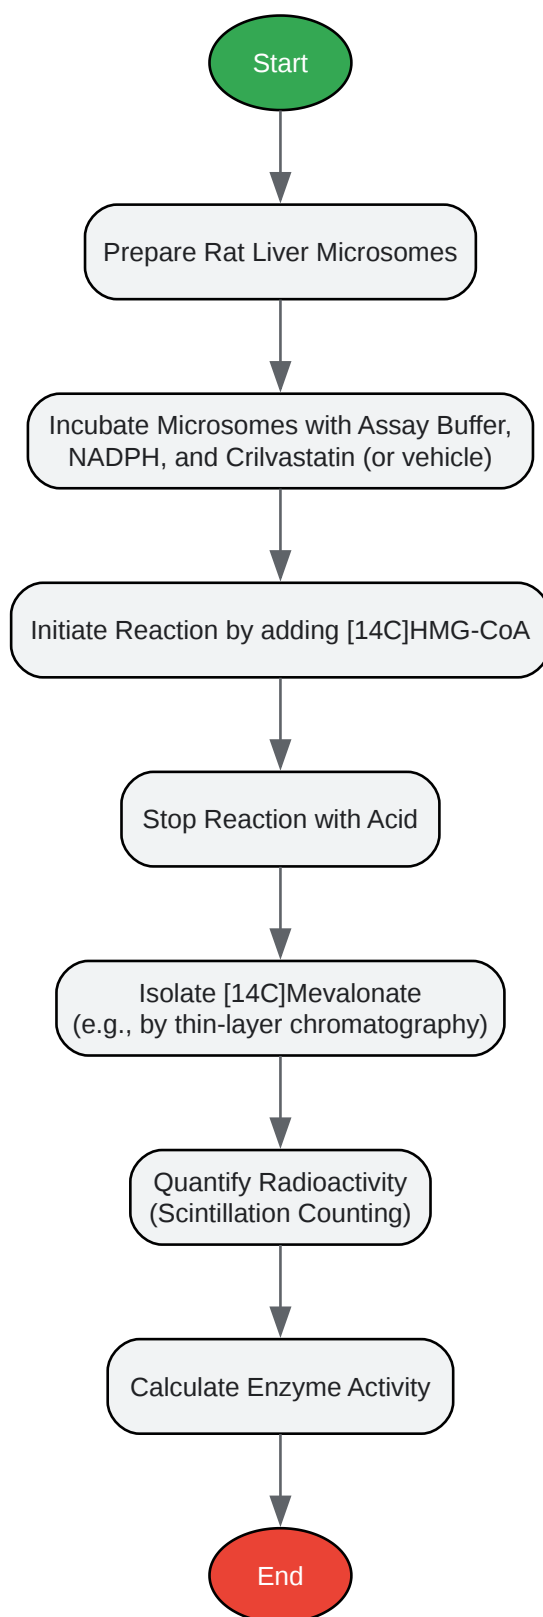 Start
Prepare Rat Liver Microsomes
Incubate Microsomes with Assay Buffer,
NADPH, and Crilvastatin (or vehicle)
Initiate Reaction by adding [14C]HMG-CoA
Stop Reaction with Acid
Isolate [14C]Mevalonate
(e.g., by thin-layer chromatography)
Quantify Radioactivity
(Scintillation Counting)
Calculate Enzyme Activity
End